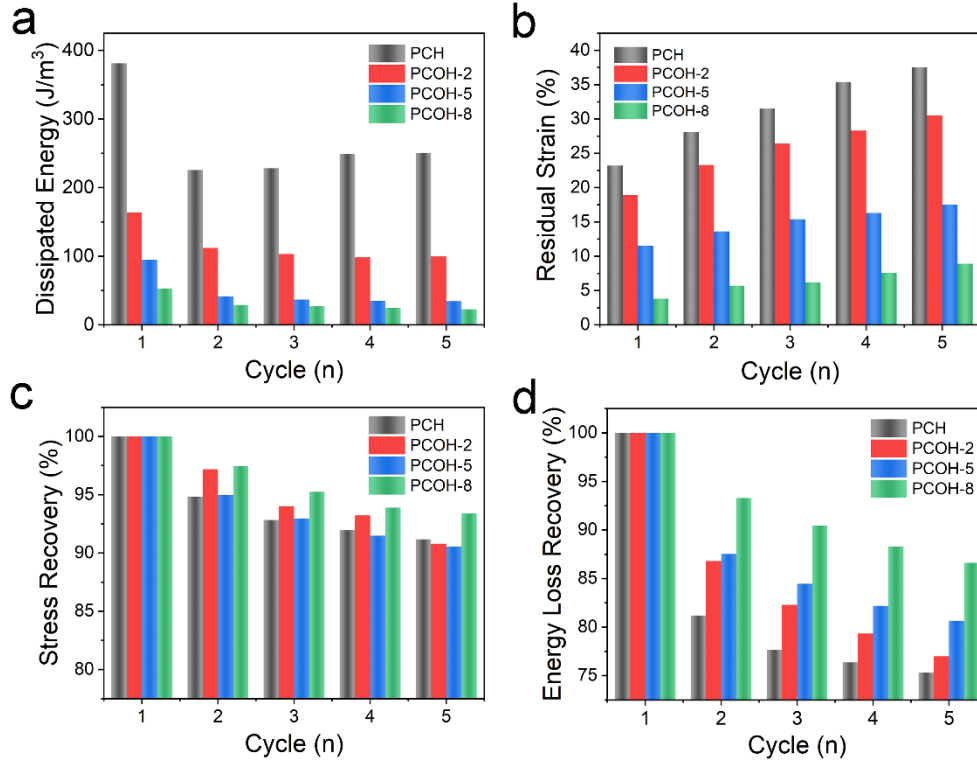 a
Dissipated Energy (J/m³)
400
300
200
100
0
PCH
PCOH-2
PCOH-5
PCOH-8
1 2 3 4 5
Cycle (n)
b
Residual Strain (%)
40
35
30
25
20
15
10
5
0
PCH
PCOH-2
PCOH-5
PCOH-8
1 2 3 4 5
Cycle (n)
c
Stress Recovery (%)
100
95
90
85
80
PCH
PCOH-2
PCOH-5
PCOH-8
1 2 3 4 5
Cycle (n)
d
Energy Loss Recovery (%)
100
95
90
85
80
75
PCH
PCOH-2
PCOH-5
PCOH-8
1 2 3 4 5
Cycle (n)